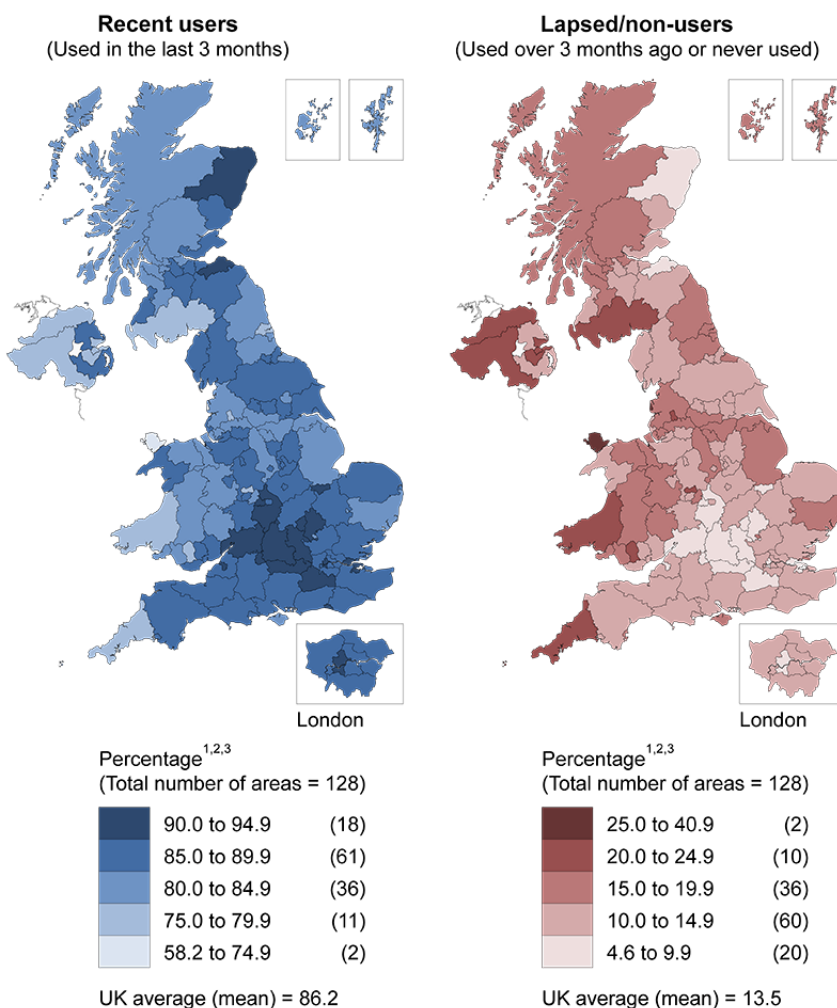 Recent users
(Used in the last 3 months)
Lapsed/non-users
(Used over 3 months ago or never used)
London
London
Percentage1,2,3
(Total number of areas = 128)
90.0 to 94.9 (18)
85.0 to 89.9 (61)
80.0 to 84.9 (36)
75.0 to 79.9 (11)
58.2 to 74.9 (2)
UK average (mean) = 86.2
Percentage1,2,3
(Total number of areas = 128)
25.0 to 40.9 (2)
20.0 to 24.9 (10)
15.0 to 19.9 (36)
10.0 to 14.9 (60)
4.6 to 9.9 (20)
UK average (mean) = 13.5